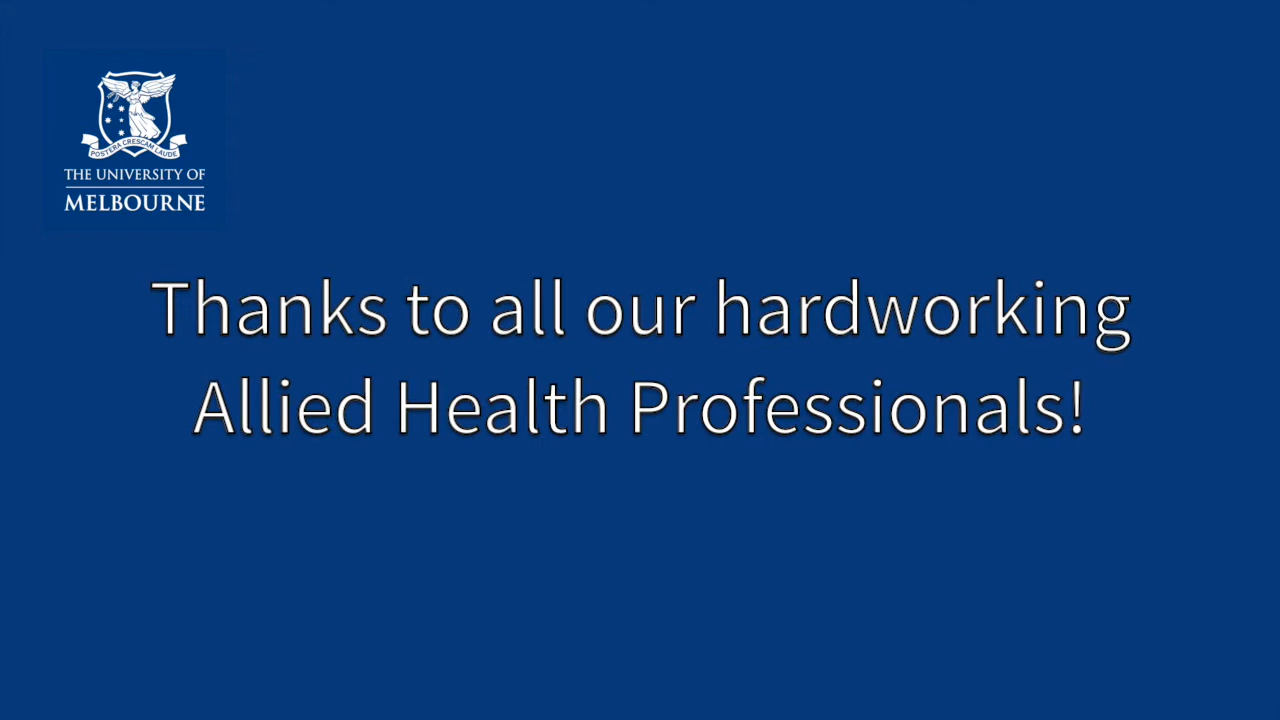 POSTERA CRESCAM LAUDE
THE UNIVERSITY OF
MELBOURNE
Thanks to all our hardworking
Allied Health Professionals!